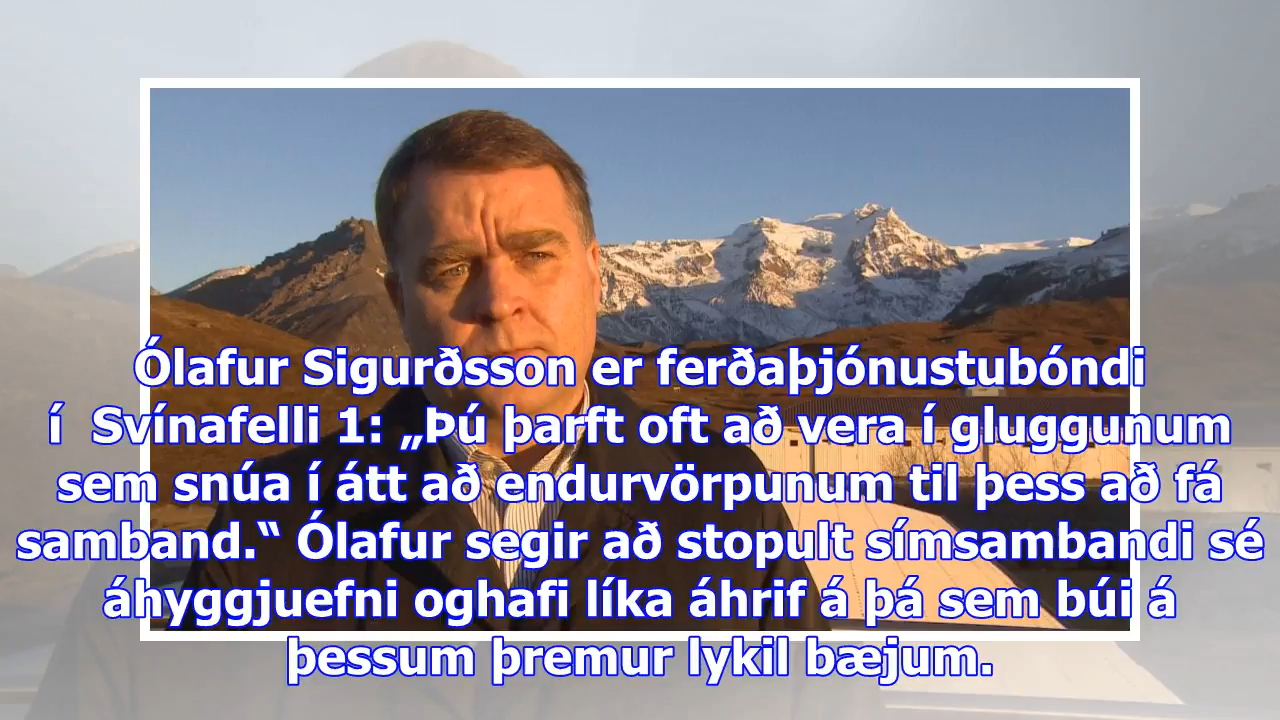 Ólafur Sigurðsson er ferðaþjónustubóndi
í  Svínafelli 1: „Þú þarft oft að vera í gluggunum
sem snúa í átt að endurvörpunum til þess að fá
samband.“ Ólafur segir að stopult símsambandi sé
áhyggjuefni oghafi líka áhrif á þá sem búi á
þessum þremur lykil bæjum.